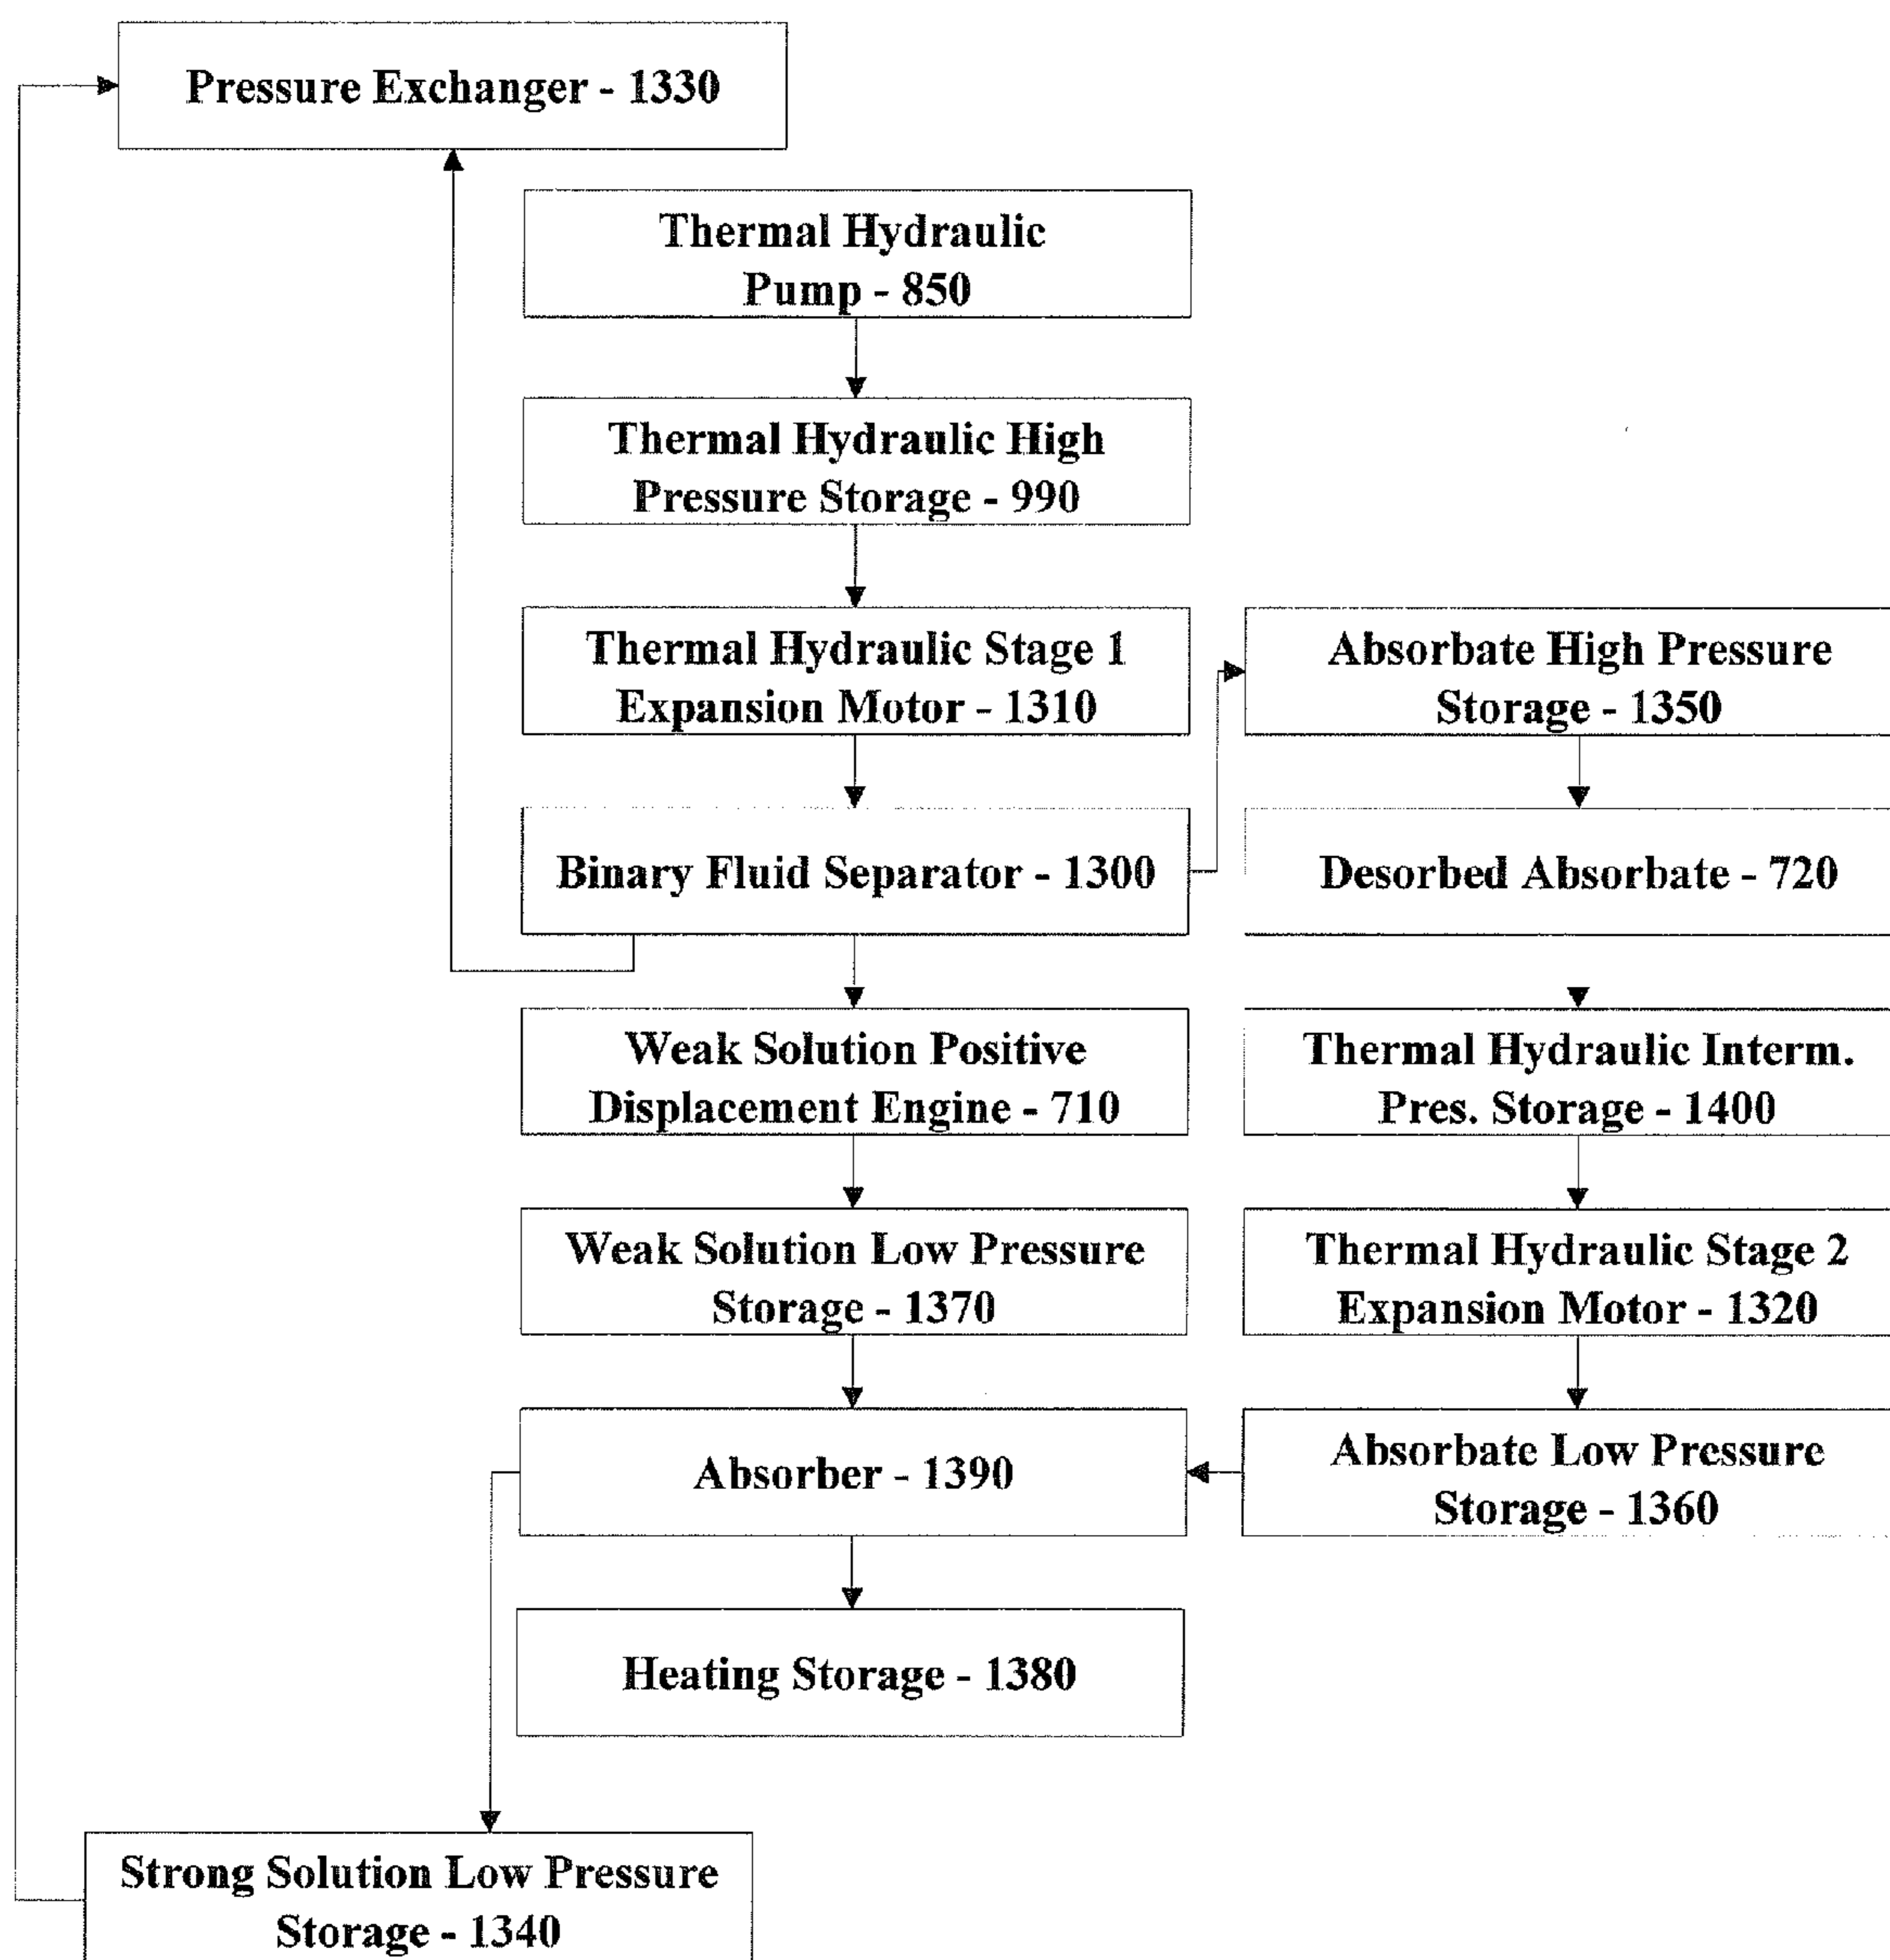 Pressure Exchanger - 1330
Thermal Hydraulic
Pump - 850
Thermal Hydraulic High
Pressure Storage - 990
Thermal Hydraulic Stage 1
Expansion Motor - 1310
Absorbate High Pressure
Storage - 1350
Binary Fluid Separator - 1300
Desorbed Absorbate - 720
Weak Solution Positive
Displacement Engine - 710
Thermal Hydraulic Interm.
Pres. Storage - 1400
Weak Solution Low Pressure
Storage - 1370
Thermal Hydraulic Stage 2
Expansion Motor - 1320
Absorber - 1390
Absorbate Low Pressure
Storage - 1360
Heating Storage - 1380
Strong Solution Low Pressure
Storage - 1340